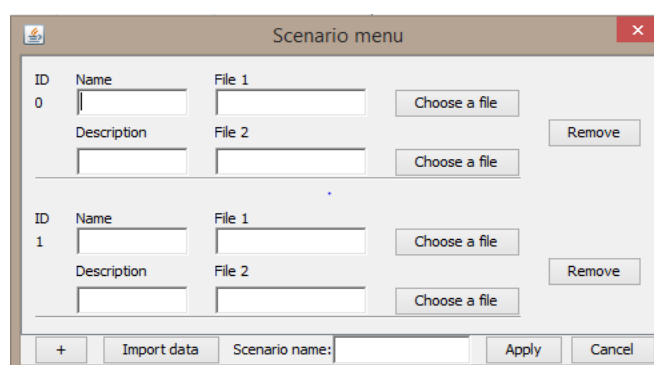 Scenario menu
ID Name File 1
0 Choose a file
Description File 2 Remove
Choose a file
ID Name File 1
1 Choose a file
Description File 2 Remove
Choose a file
+ Import data Scenario name: Apply Cancel